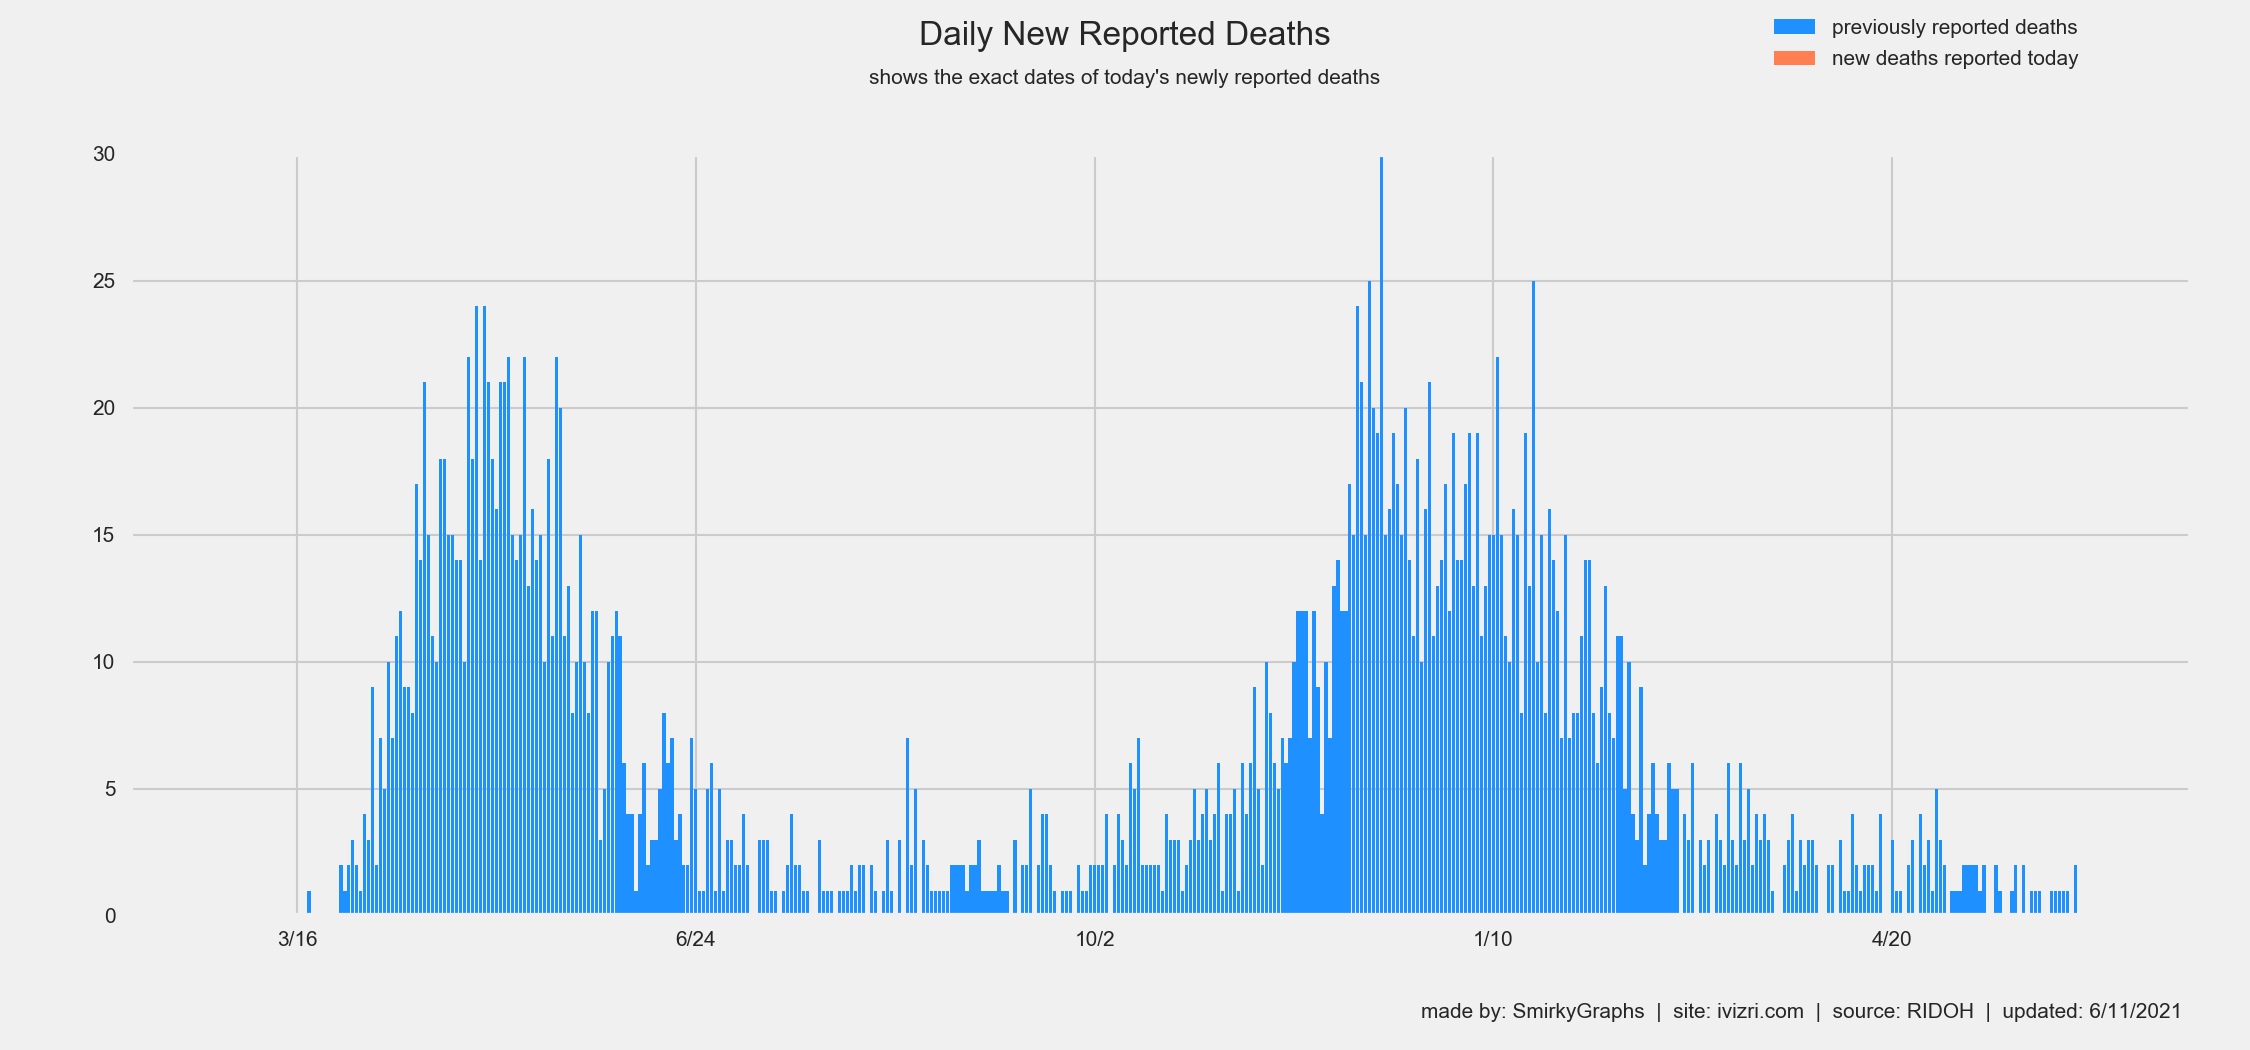 Daily New Reported Deaths
shows the exact dates of today's newly reported deaths
previously reported deaths
new deaths reported today
30
25
20
15
10
5
0
3/16 6/24 10/2 1/10 4/20
made by: SmirkyGraphs | site: ivizri.com | source: RIDOH | updated: 6/11/2021